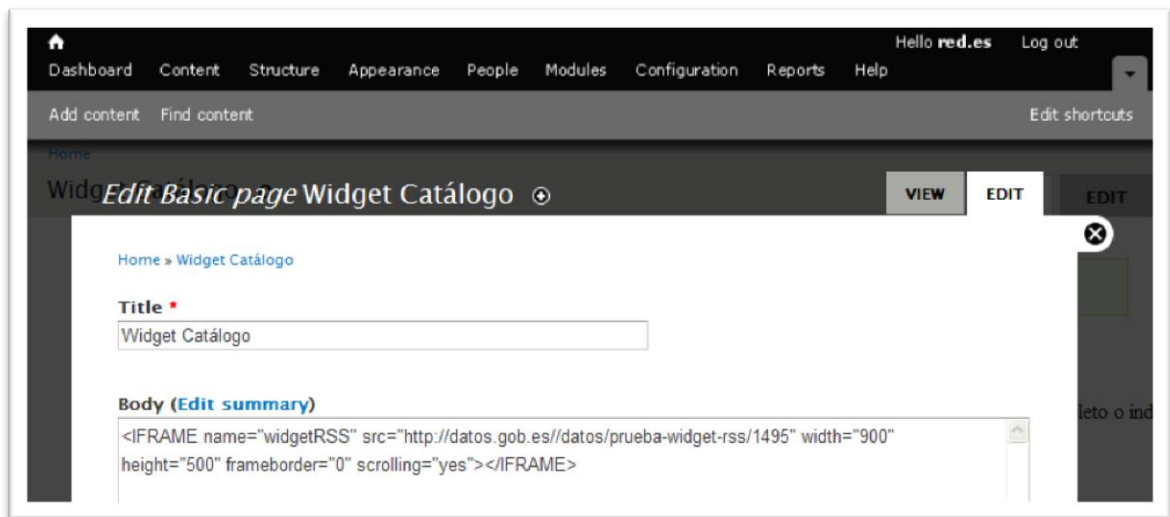 Hello red.es Log out
Dashboard Content Structure Appearance People Modules Configuration Reports Help
Add content Find content Edit shortcuts
Home
Edit Basic page Widget Catálogo VIEW EDIT EDIT
Home » Widget Catálogo
Title *
Widget Catálogo
Body (Edit summary)
<IFRAME name="widgetRSS" src="http://datos.gob.es//datos/prueba-widget-rss/1495" width="900"
height="500" frameborder="0" scrolling="yes"></IFRAME>